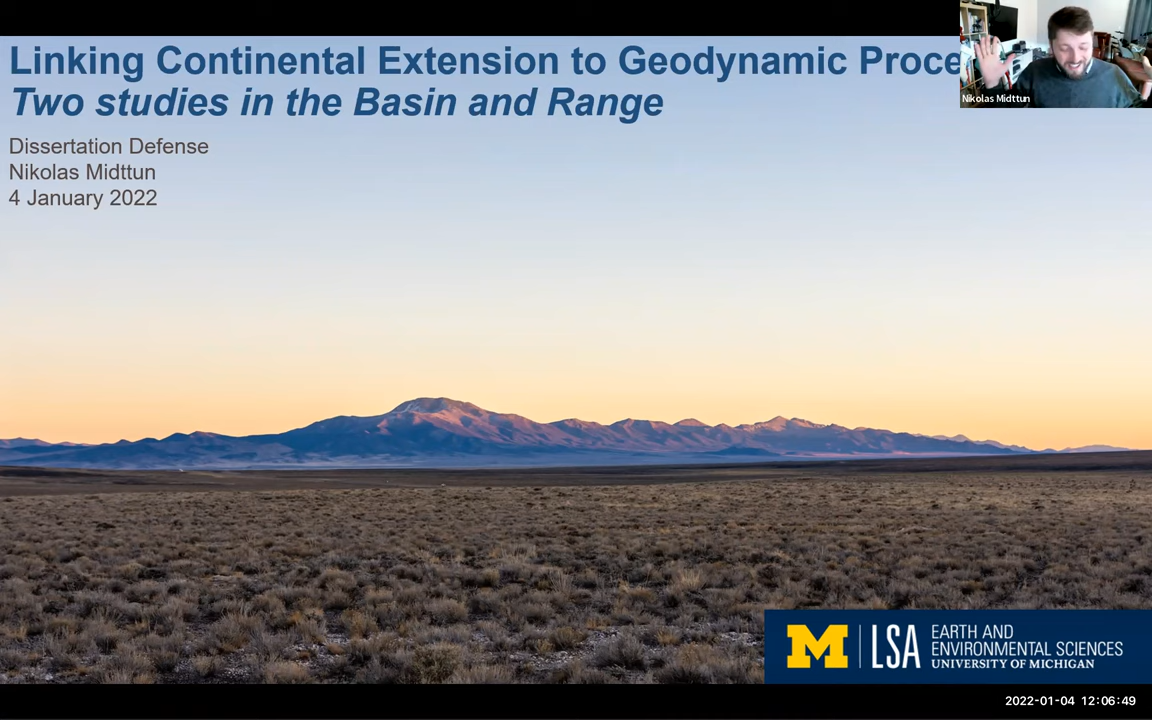 Linking Continental Extension to Geodynamic Proce
Two studies in the Basin and Range
Dissertation Defense
Nikolas Midttun
4 January 2022
Nikolas Midttun
M LSA EARTH AND
ENVIRONMENTAL SCIENCES
UNIVERSITY OF MICHIGAN
2022-01-04 12:06:49